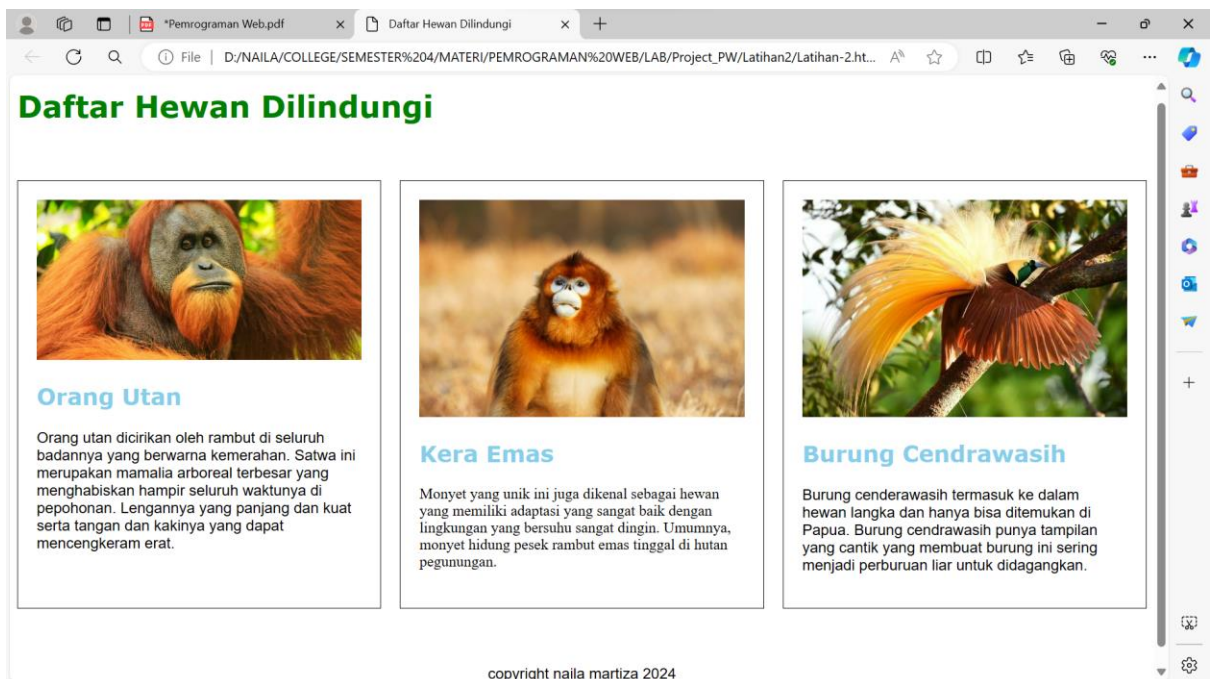 *Pemrograman Web.pdf
Daftar Hewan Dilindungi
File | D:/NAILA/COLLEGE/SEMESTER%204/MATERI/PEMROGRAMAN%20WEB/LAB/Project_PW/Latihan2/Latihan-2.ht...
Daftar Hewan Dilindungi
Orang Utan
Orang utan dicirikan oleh rambut di seluruh
badannya yang berwarna kemerahan. Satwa ini
merupakan mamalia arboreal terbesar yang
menghabiskan hampir seluruh waktunya di
pepohonan. Lengannya yang panjang dan kuat
serta tangan dan kakinya yang dapat
mencengkeram erat.
Kera Emas
Monyet yang unik ini juga dikenal sebagai hewan
yang memiliki adaptasi yang sangat baik dengan
lingkungan yang bersuhu sangat dingin. Umumnya,
monyet hidung pesek rambut emas tinggal di hutan
pegunungan.
Burung Cendrawasih
Burung cenderawasih termasuk ke dalam
hewan langka dan hanya bisa ditemukan di
Papua. Burung cendrawasih punya tampilan
yang cantik yang membuat burung ini sering
menjadi perburuan liar untuk didagangkan.
copyright naila martiza 2024